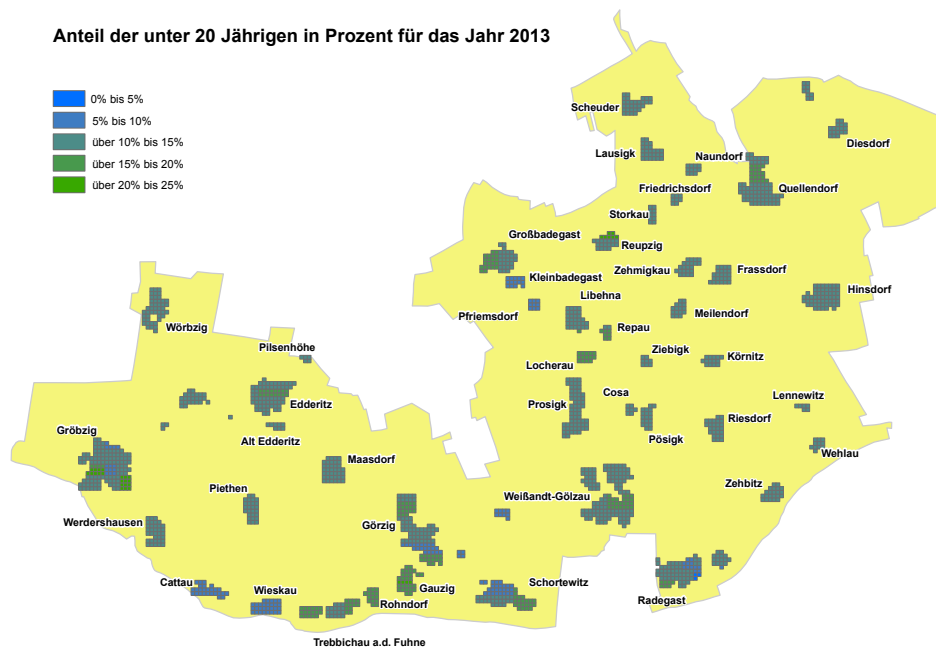 Anteil der unter 20 Jährigen in Prozent für das Jahr 2013
0% bis 5%
5% bis 10%
über 10% bis 15%
über 15% bis 20%
über 20% bis 25%
Scheuder
Diesdorf
Lausigk
Naundorf
Friedrichsdorf
Quellendorf
Storkau
Großbadegast
Reupzig
Zehmigkau
Frassdorf
Kleinbadegast
Hinsdorf
Libehna
Pfriemsdorf
Meilendorf
Wörbzig
Repau
Pilsenhöhe
Ziebigk
Locherau
Körnitz
Edderitz
Cosa
Lennewitz
Prosigk
Gröbzig
Riesdorf
Alt Edderitz
Pösigk
Wehlau
Maasdorf
Zehbitz
Piethen
Weißandt-Gölzau
Werdershausen
Görzig
Cattau
Wieskau
Gauzig
Schortewitz
Radegast
Rohndorf
Trebbichau a.d. Fuhne